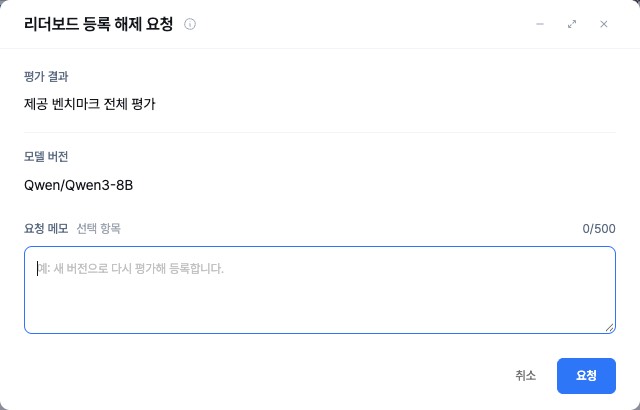 리더보드 등록 해제 요청
평가 결과
제공 벤치마크 전체 평가
모델 버전
Qwen/Qwen3-8B
요청 메모 선택 항목 0/500
예: 새 버전으로 다시 평가해 등록합니다.
취소 요청